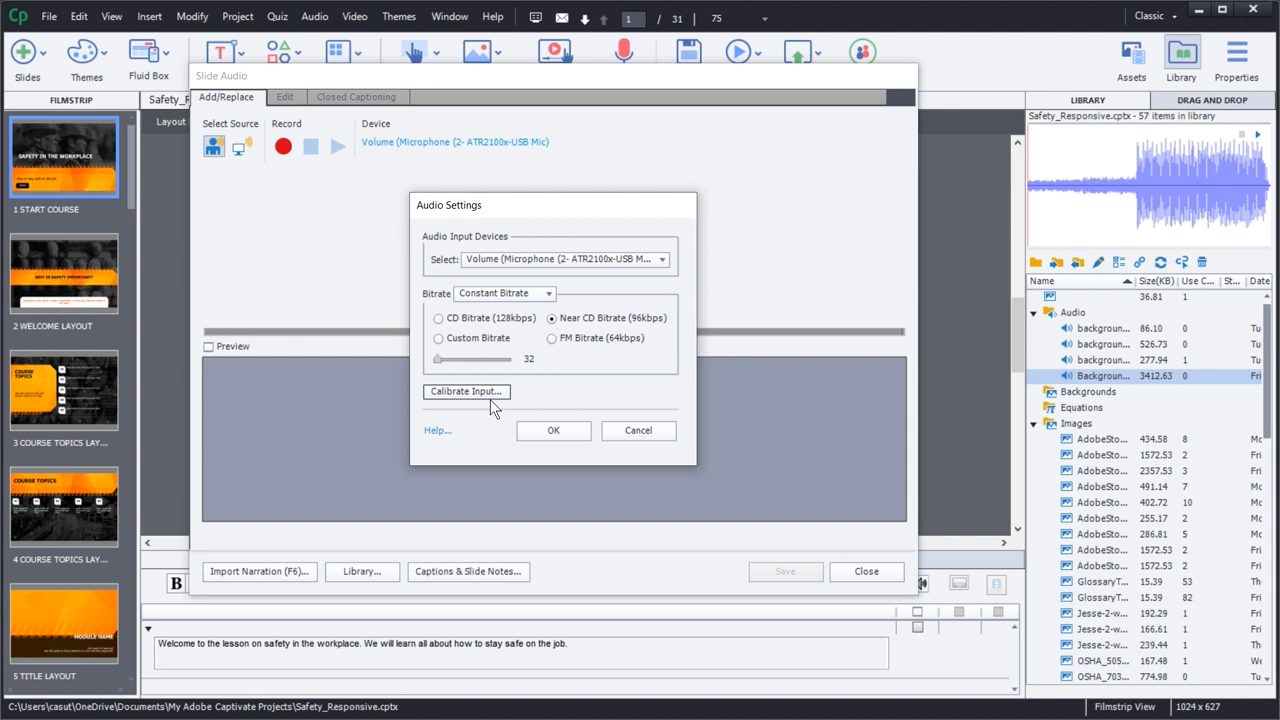 Cp File Edit View Insert Modify Project Quiz Audio Video Themes Window Help 1 / 31 75 Classic
Slides Themes Fluid Box Assets Library Properties
FILMSTRIP Safety_R LIBRARY DRAG AND DROP
SAFETY IN THE WORKPLACE
1 START COURSE
WHY IS SAFETY IMPORTANT?
2 WELCOME LAYOUT
COURSE
TOPICS
3 COURSE TOPICS LAY...
COURSE TOPICS
4 COURSE TOPICS LAY...
MODULE NAME
5 TITLE LAYOUT
Layout
Slide Audio
Add/Replace Edit Closed Captioning
Select Source Record Device
Volume (Microphone (2- ATR2100x-USB Mic)
Audio Settings
Audio Input Devices
Select: Volume (Microphone (2- ATR2100x-USB M...
Bitrate Constant Bitrate
CD Bitrate (128kbps) Near CD Bitrate (96kbps)
Custom Bitrate FM Bitrate (64kbps)
32
Calibrate Input...
Help... OK Cancel
Preview
Import Narration (F6)... Library... Captions & Slide Notes... Save Close
B
Welcome to the lesson on safety in the workplace. We will learn all about how to stay safe on the job.
Safety_Responsive.cptx - 57 items in library
Name Size(KB) Use C... St... Date
36.81 1
Audio
backgroun... 86.10 0 Tu
backgroun... 526.73 0 Tu
backgroun... 277.94 1 Tu
Backgroun... 3412.63 0 Fri
Backgrounds
Equations
Images
AdobeSto... 434.58 8 Mc
AdobeSto... 1572.53 2 Fri
AdobeSto... 2357.53 3 Fri
AdobeSto... 491.14 7 Mc
AdobeSto... 402.72 10 Mc
AdobeSto... 255.17 2 Mc
AdobeSto... 286.81 5 Mc
AdobeSto... 1572.53 2 Fri
AdobeSto... 1572.53 2 Fri
GlossaryT... 15.39 53 Th
GlossaryT... 15.39 82 Th
Jesse-2-w... 192.29 1 Fri
Jesse-2-w... 166.61 1 Th
Jesse-2-w... 239.44 1 Th
OSHA_505... 167.48 1 We
OSHA_703... 774.98 0 Th
C:\Users\casut\OneDrive\Documents\My Adobe Captivate Projects\Safety_Responsive.cptx Filmstrip View 1024 x 627